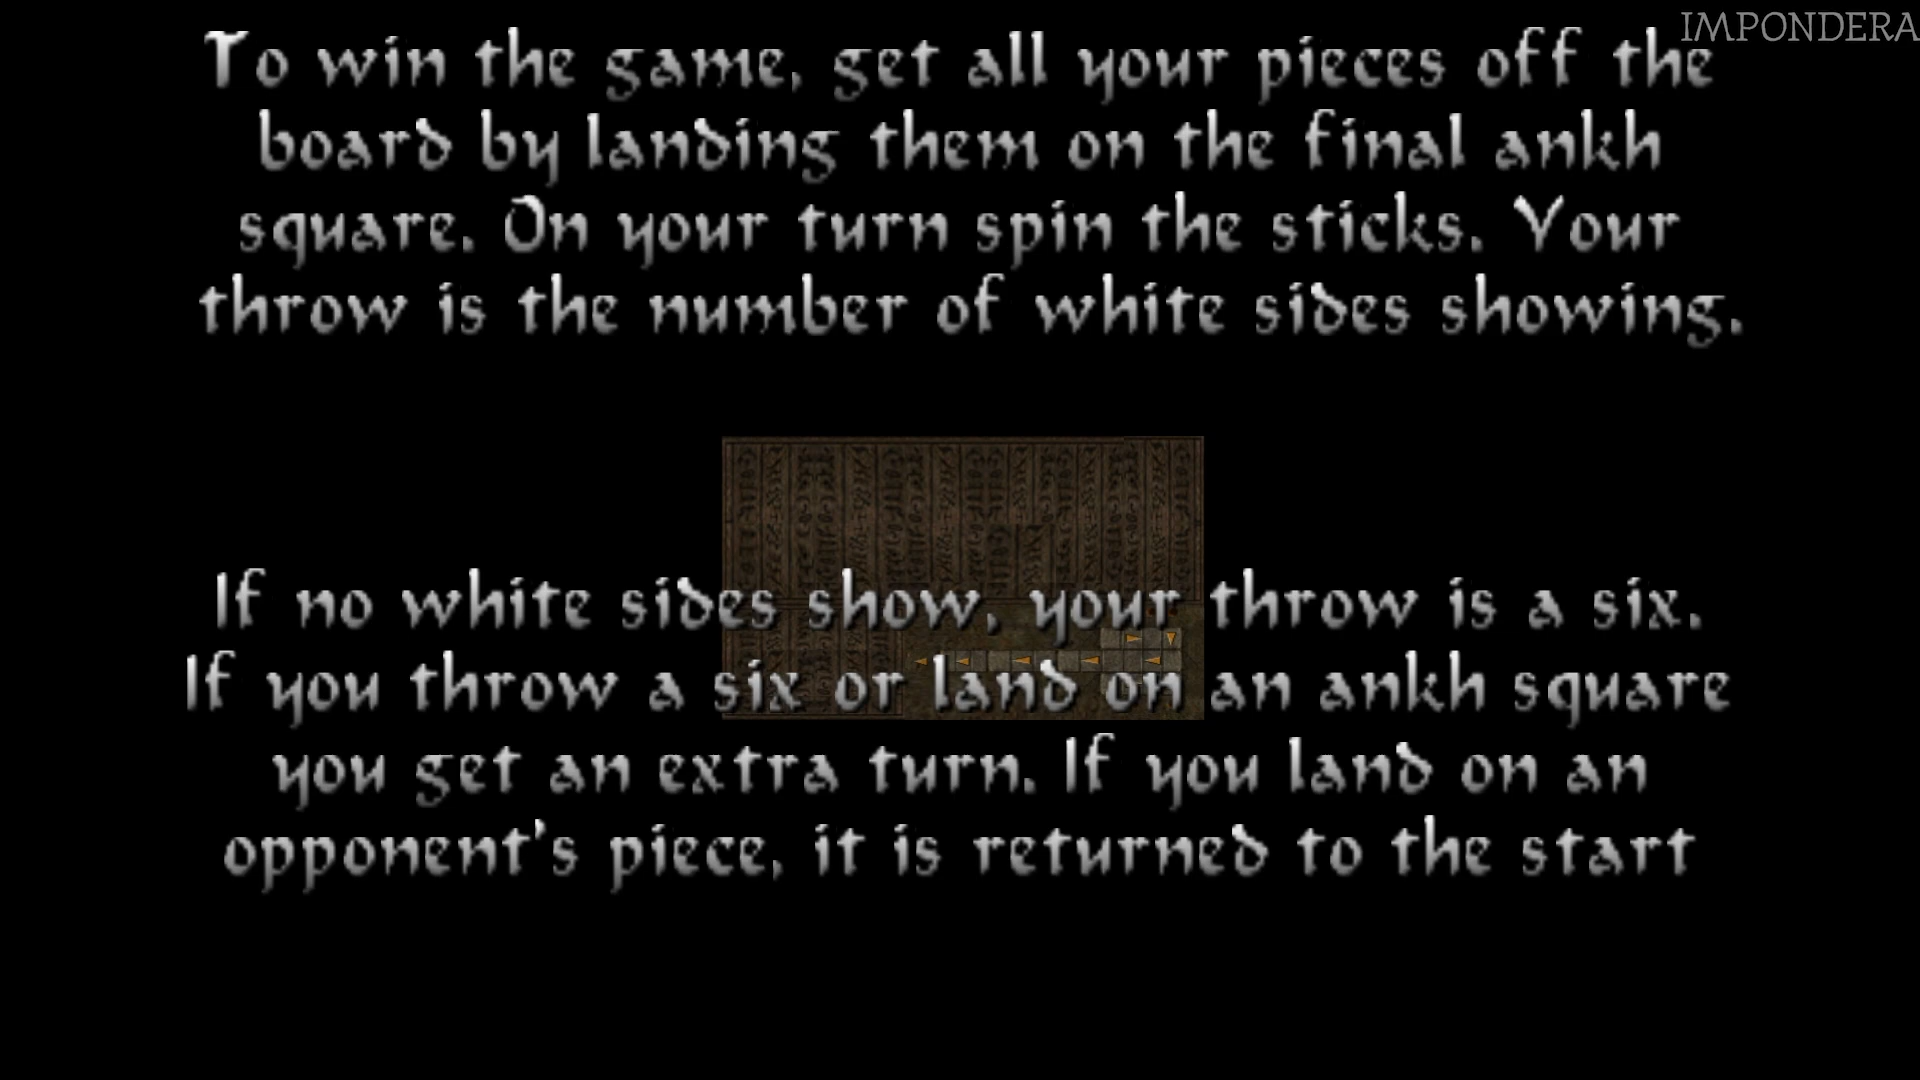 IMPONDERA
To win the game, get all your pieces off the
board by landing them on the final ankh
square. On your turn spin the sticks. Your
throw is the number of white sides showing.
If no white sides show, your throw is a six.
If you throw a six or land on an ankh square
you get an extra turn. If you land on an
opponent's piece, it is returned to the start